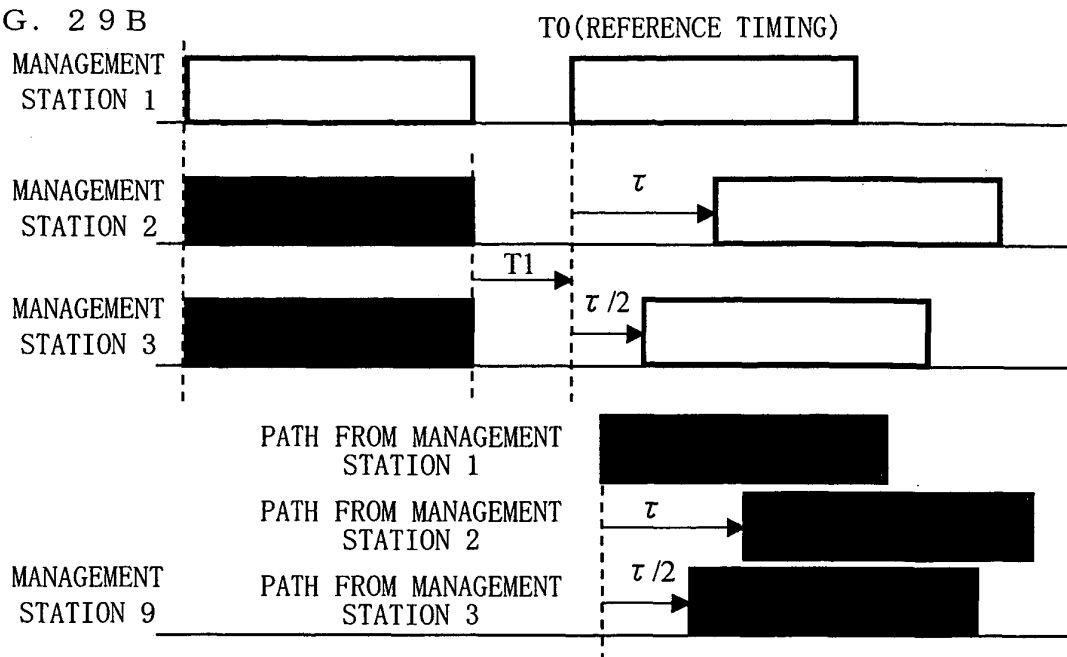 G. 29B
T0(REFERENCE TIMING)
MANAGEMENT
STATION 1
MANAGEMENT
STATION 2
τ
T1
MANAGEMENT
STATION 3
τ/2
PATH FROM MANAGEMENT
STATION 1
PATH FROM MANAGEMENT
STATION 2
τ
MANAGEMENT
STATION 9
PATH FROM MANAGEMENT
STATION 3
τ/2